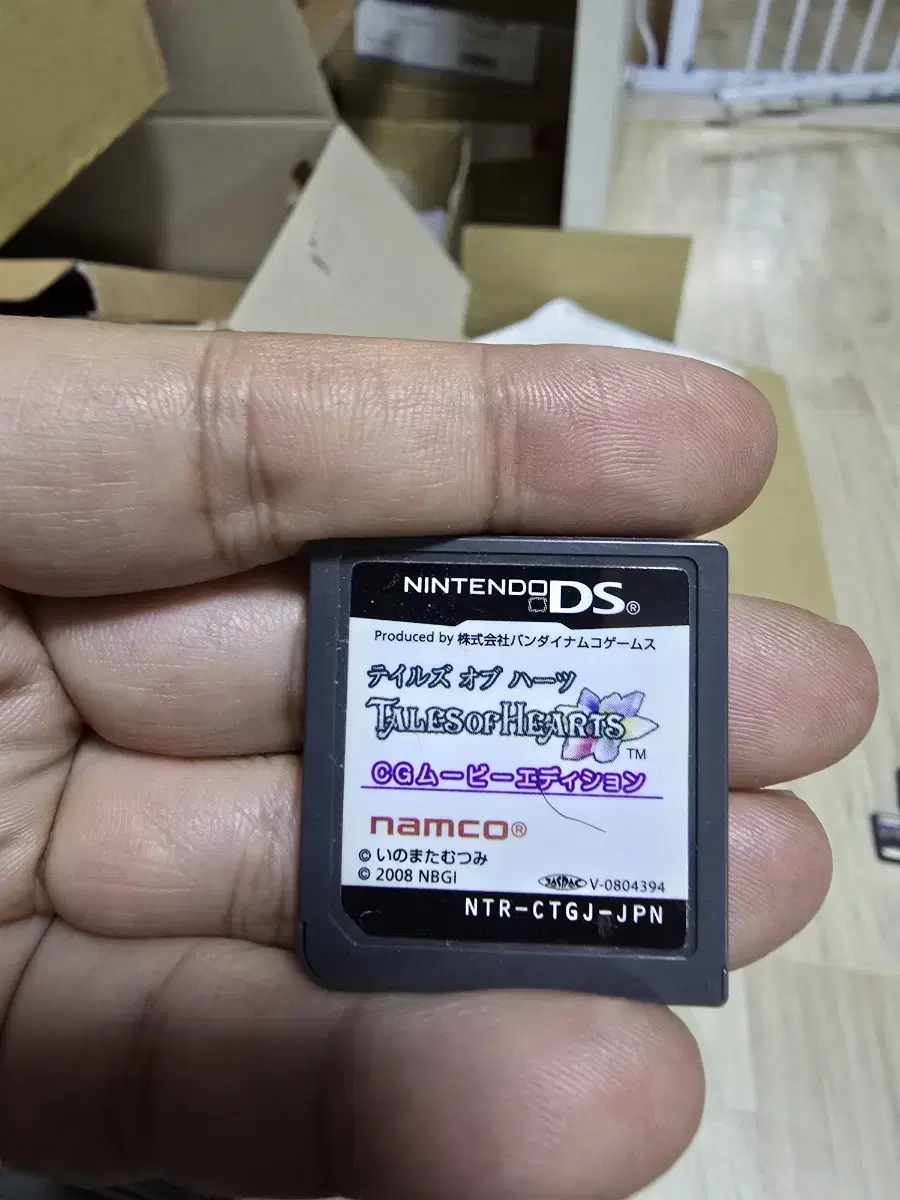 NINTENDO DS®
Produced by 株式会社バンダイナムコゲームス
テイルズ オブ ハーツ
TALES OF HEARTS
TM
CGムービーエディション
namco®
© いのまたむつみ
© 2008 NBGI
JASRAC V-0804394
NTR-CTGJ-JPN